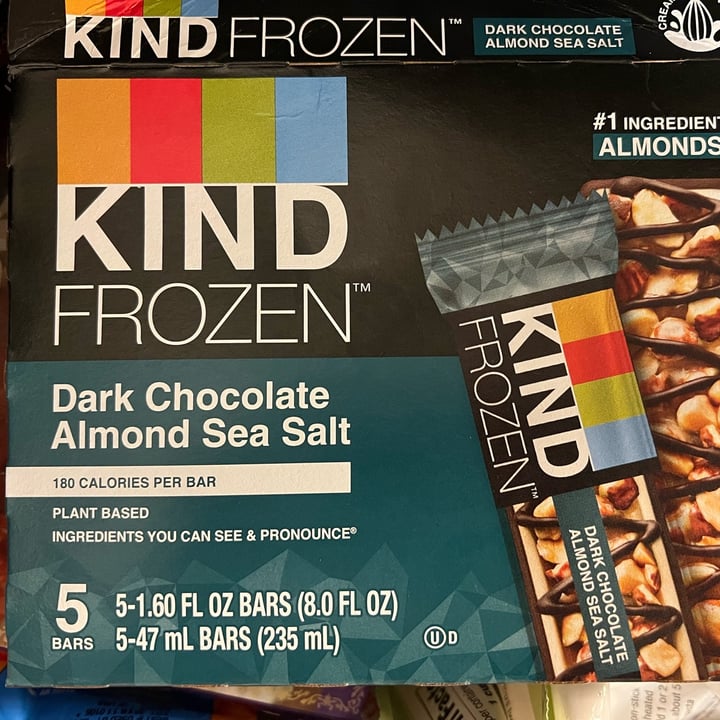 KIND FROZEN™
DARK CHOCOLATE
ALMOND SEA SALT
#1 INGREDIENT
ALMONDS
KIND
FROZEN™
Dark Chocolate
Almond Sea Salt
180 CALORIES PER BAR
PLANT BASED
INGREDIENTS YOU CAN SEE & PRONOUNCE®
5
BARS
5-1.60 FL OZ BARS (8.0 FL OZ)
5-47 mL BARS (235 mL)
U D
KIND
FROZEN™
DARK CHOCOLATE
ALMOND SEA SALT